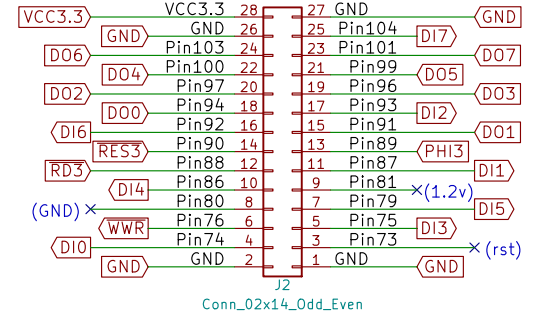 VCC3.3 VCC3.3 28 27 GND GND
GND GND 26 25 Pin104 DI7
DO6 Pin103 24 23 Pin101 DO7
DO4 Pin100 22 21 Pin99 DO5
DO2 Pin97 20 19 Pin96 DO3
DO0 Pin94 18 17 Pin93 DI2
DI6 Pin92 16 15 Pin91 DO1
RES3 Pin90 14 13 Pin89 PHI3
RD3 Pin88 12 11 Pin87 DI1
DI4 Pin86 10 9 Pin81 (1.2v)
(GND) Pin80 8 7 Pin79 DI5
WWR Pin76 6 5 Pin75 DI3
DI0 Pin74 4 3 Pin73 (rst)
GND GND 2 1 GND GND
J2
Conn_02x14_Odd_Even